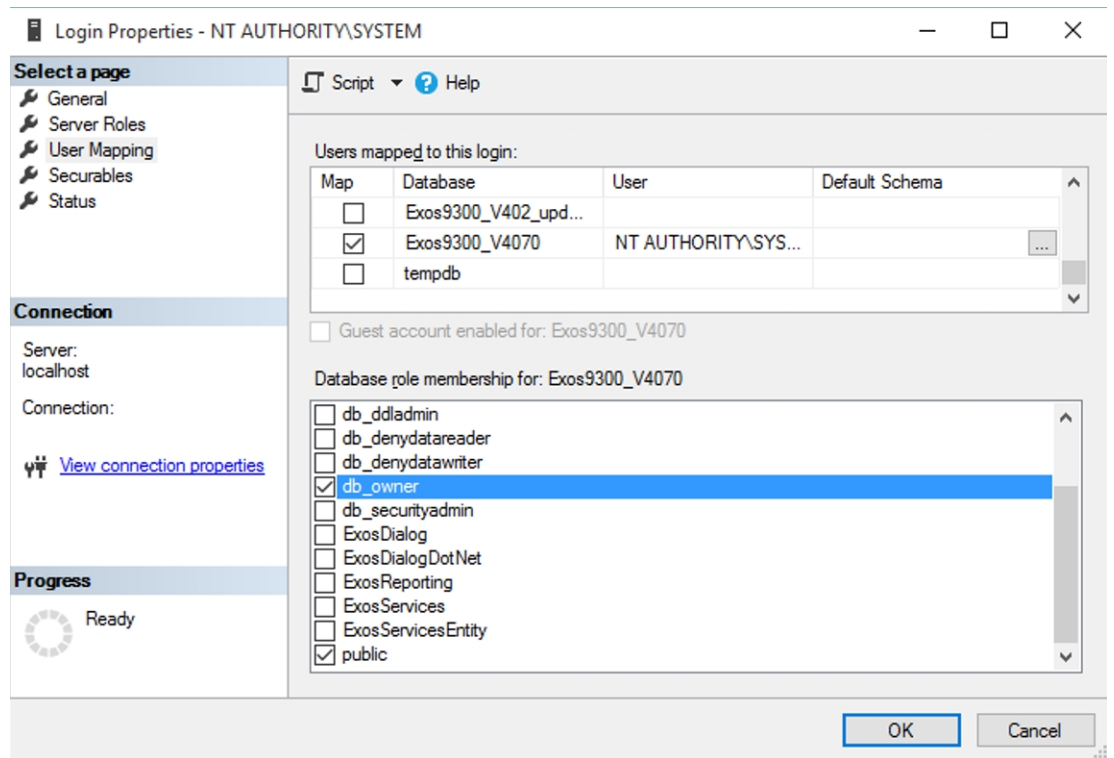 Login Properties - NT AUTHORITY\SYSTEM
Select a page
General
Server Roles
User Mapping
Securables
Status
Connection
Server:
localhost
Connection:
View connection properties
Progress
Ready
Script
Help
Users mapped to this login:
Map Database User Default Schema
Exos9300_V402_upd...
Exos9300_V4070 NT AUTHORITY\SYS... ...
tempdb
Guest account enabled for: Exos9300_V4070
Database role membership for: Exos9300_V4070
db_ddladmin
db_denydatareader
db_denydatawriter
db_owner
db_securityadmin
ExosDialog
ExosDialogDotNet
ExosReporting
ExosServices
ExosServicesEntity
public
OK Cancel